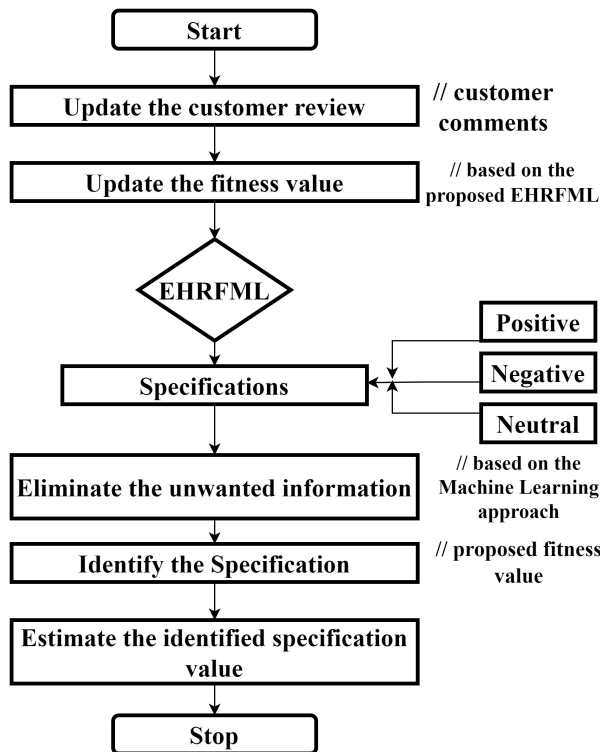 Start
Update the customer review
// customer
comments
Update the fitness value
// based on the
proposed EHRFML
EHRFML
Positive
Specifications
Negative
Neutral
Eliminate the unwanted information
// based on the
Machine Learning
approach
Identify the Specification
// proposed fitness
value
Estimate the identified specification
value
Stop